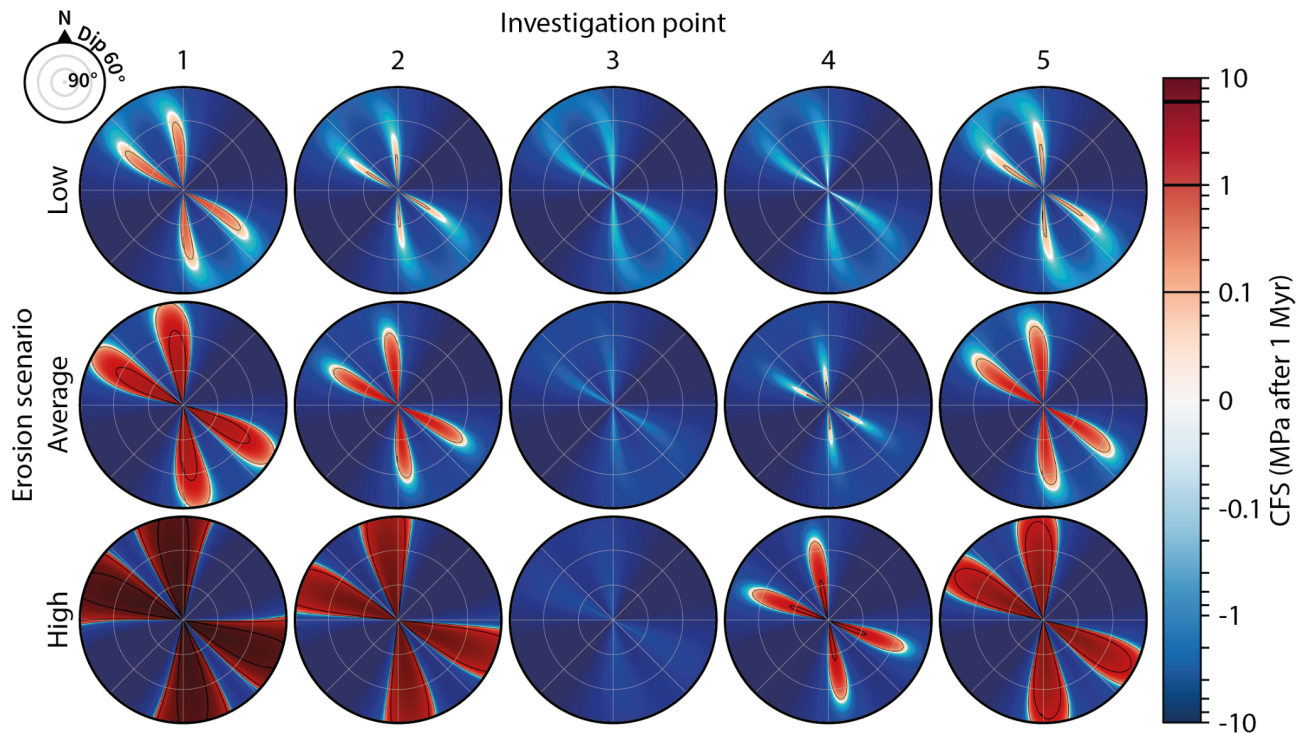 Investigation point
N
Dip 60°
90°
1 2 3 4 5
Erosion scenario
Low
Average
High
10
1
0.1
0
-0.1
-1
-10
CFS (MPa after 1 Myr)